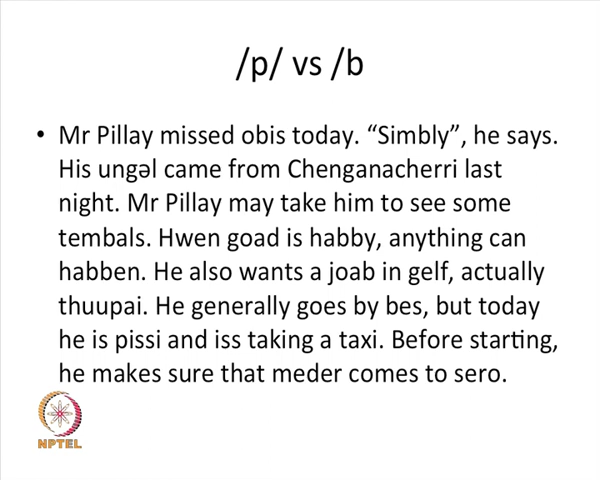 /p/ vs /b
• Mr Pillay missed obis today. “Simbly”, he says.
His ungəl came from Chenganacherri last
night. Mr Pillay may take him to see some
tembals. Hwen goad is habby, anything can
habben. He also wants a joab in gelf, actually
thuupai. He generally goes by bes, but today
he is pissi and iss taking a taxi. Before starting,
he makes sure that meder comes to sero.
NPTEL